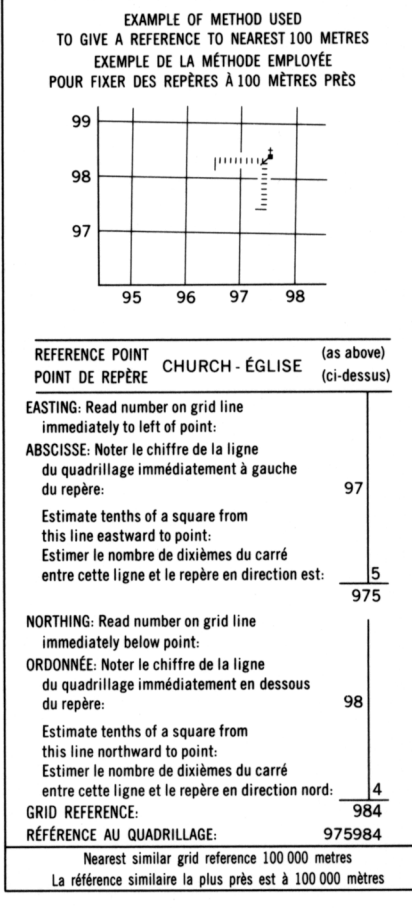 EXAMPLE OF METHOD USED
TO GIVE A REFERENCE TO NEAREST 100 METRES
EXEMPLE DE LA MÉTHODE EMPLOYÉE
POUR FIXER DES REPÈRES À 100 MÈTRES PRÈS
99
98
97
95 96 97 98
REFERENCE POINT
POINT DE REPÈRE
CHURCH - ÉGLISE
(as above)
(ci-dessus)
EASTING: Read number on grid line
immediately to left of point:
ABSCISSE: Noter le chiffre de la ligne
du quadrillage immédiatement à gauche
du repère: 97
Estimate tenths of a square from
this line eastward to point:
Estimer le nombre de dixièmes du carré
entre cette ligne et le repère en direction est: 5
975
NORTHING: Read number on grid line
immediately below point:
ORDONNÉE: Noter le chiffre de la ligne
du quadrillage immédiatement en dessous
du repère: 98
Estimate tenths of a square from
this line northward to point:
Estimer le nombre de dixièmes du carré
entre cette ligne et le repère en direction nord: 4
GRID REFERENCE: 984
RÉFÉRENCE AU QUADRILLAGE: 975984
Nearest similar grid reference 100 000 metres
La référence similaire la plus près est à 100 000 mètres